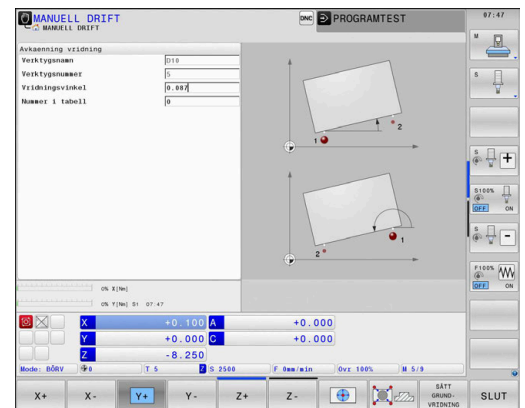 MANUELL DRIFT
MANUELL DRIFT
DNC
PROGRAMTEST
07:47
Avkaenning vridning
Verktygsnamn D10
Verktygsnummer 5
Vridningsvinkel 0.087
Nummer i tabell 0
1
2
1
2
M
S
S
+
S100%
OFF ON
S
-
F100%
OFF ON
0% X[Nm]
0% Y[Nm] S1 07:47
X +0.100 A +0.000
Y +0.000 C +0.000
Z -8.250
Mode: BÖRV 0 T 5 Z S 2500 F 0mm/min Ovr 100% M 5/9
X+ X- Y+ Y- Z+ Z- SÄTT GRUND-VRIDNING SLUT